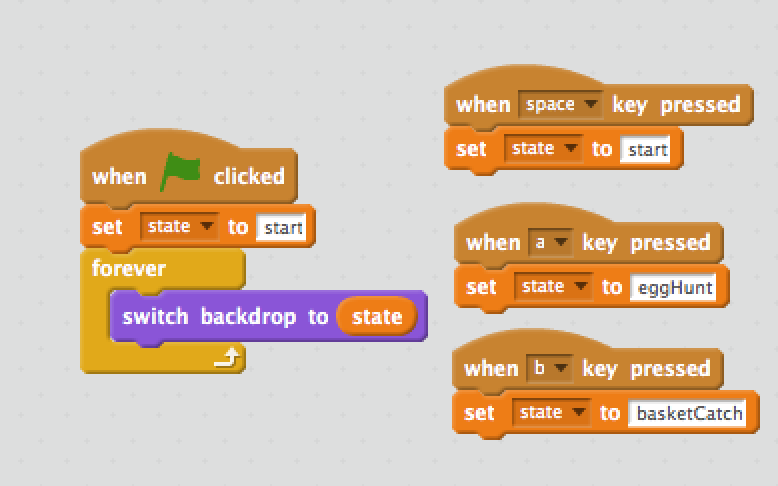 when clicked
set state to start
forever
switch backdrop to state
when space key pressed
set state to start
when a key pressed
set state to eggHunt
when b key pressed
set state to basketCatch